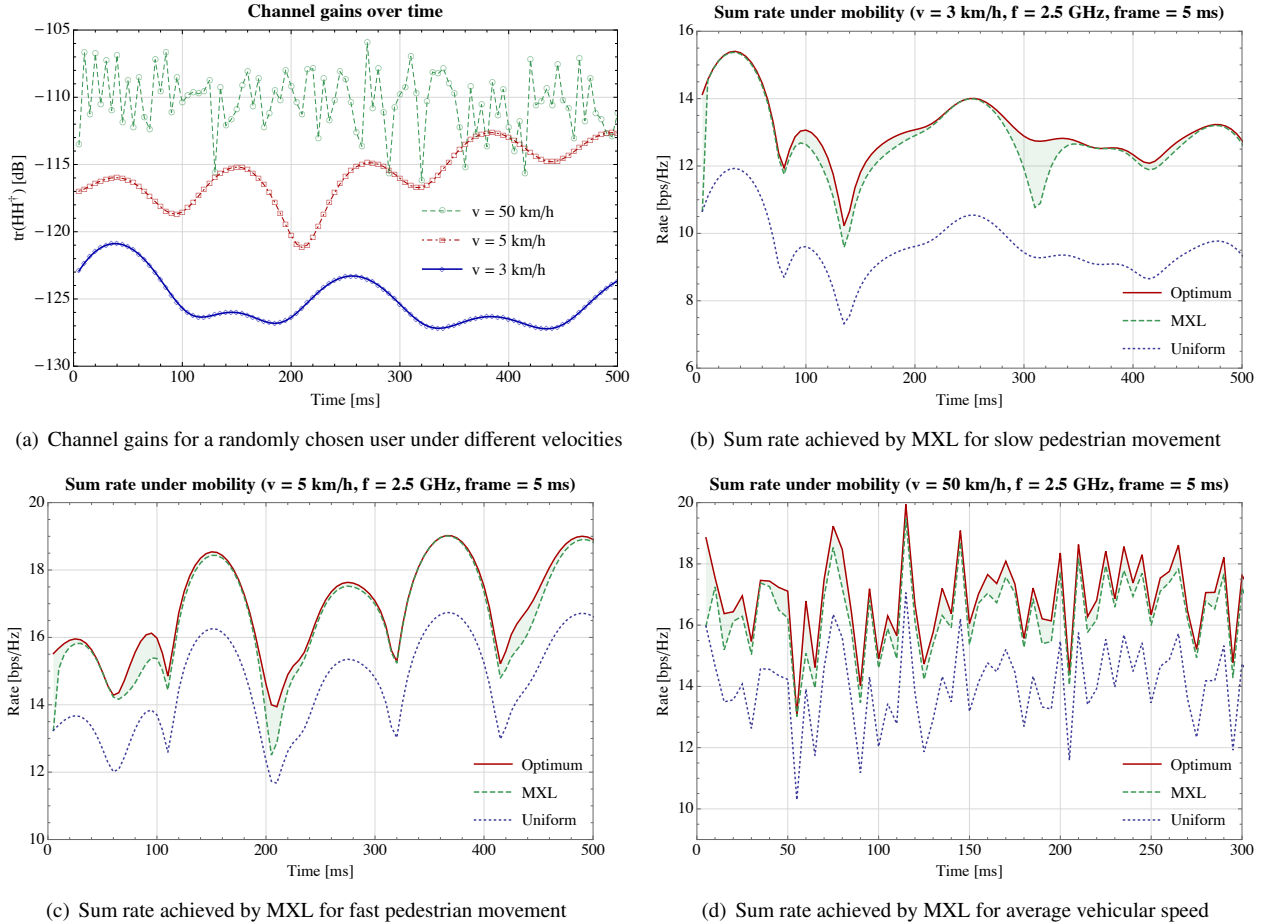 Channel gains over time
-105
-110
-115
-120
-125
-130
tr(HH†) [dB]
v = 50 km/h
v = 5 km/h
v = 3 km/h
0 100 200 300 400 500
Time [ms]
(a) Channel gains for a randomly chosen user under different velocities
Sum rate under mobility (v = 3 km/h, f = 2.5 GHz, frame = 5 ms)
16
14
12
10
8
6
Rate [bps/Hz]
Optimum
MXL
Uniform
0 100 200 300 400 500
Time [ms]
(b) Sum rate achieved by MXL for slow pedestrian movement
Sum rate under mobility (v = 5 km/h, f = 2.5 GHz, frame = 5 ms)
20
18
16
14
12
10
Rate [bps/Hz]
Optimum
MXL
Uniform
0 100 200 300 400 500
Time [ms]
(c) Sum rate achieved by MXL for fast pedestrian movement
Sum rate under mobility (v = 50 km/h, f = 2.5 GHz, frame = 5 ms)
20
18
16
14
12
10
Rate [bps/Hz]
Optimum
MXL
Uniform
0 50 100 150 200 250 300
Time [ms]
(d) Sum rate achieved by MXL for average vehicular speed